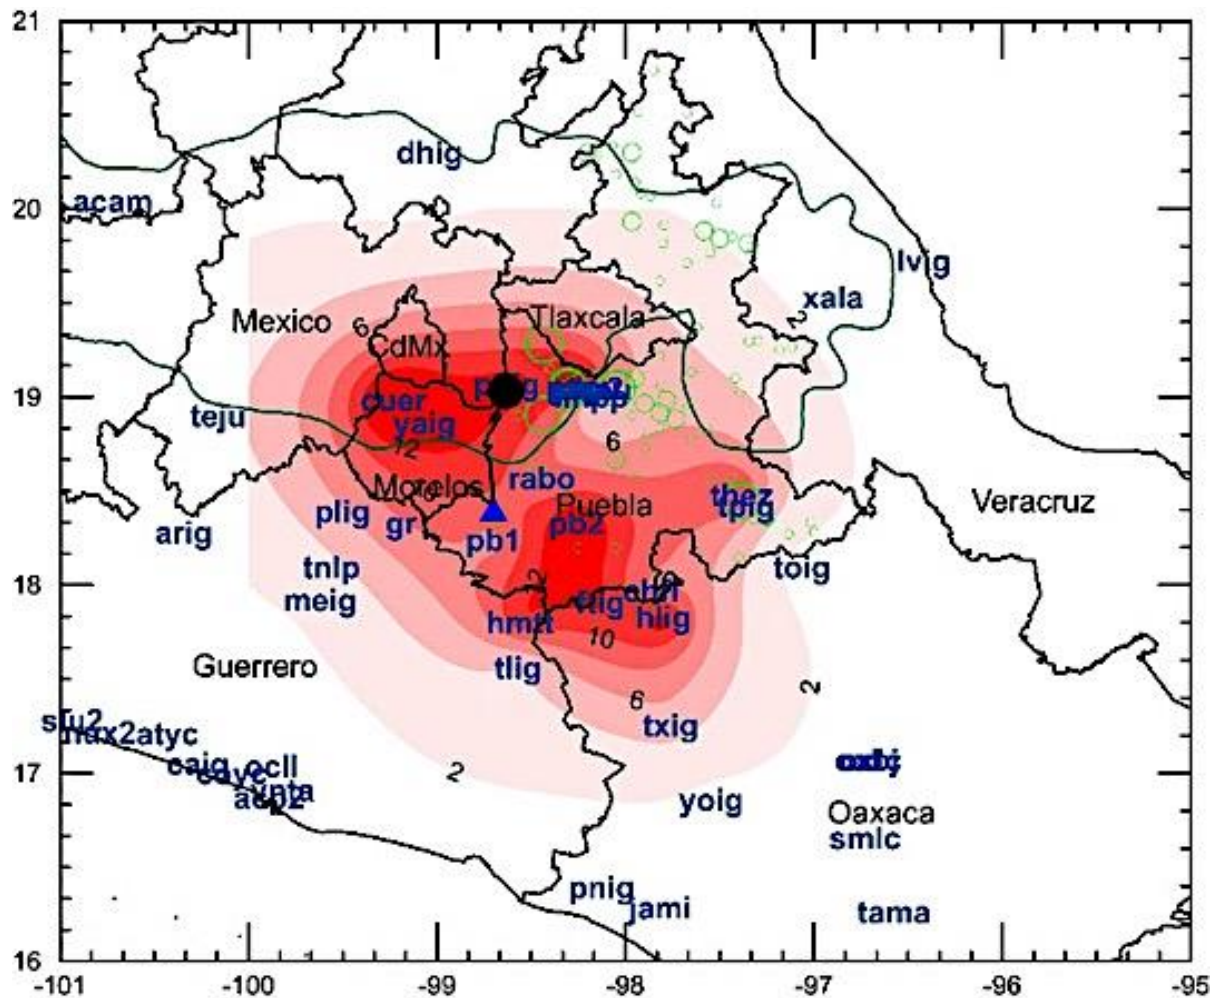 21
dhig
acam
20
lvig
xala
Mexico
6
Tlaxcala
CdMx
19
cuer
teju
yaig
12
6
rabo
Morelos
Puebla
thez
tpig
Veracruz
plig
gr
pb1
pb2
arig
tnlp
toig
18
meig
ftig
hmtt
hlig
10
Guerrero
tlig
2
6
txig
17
2
yoig
Oaxaca
smlc
pnig
jami
tama
16
-101
-100
-99
-98
-97
-96
-95